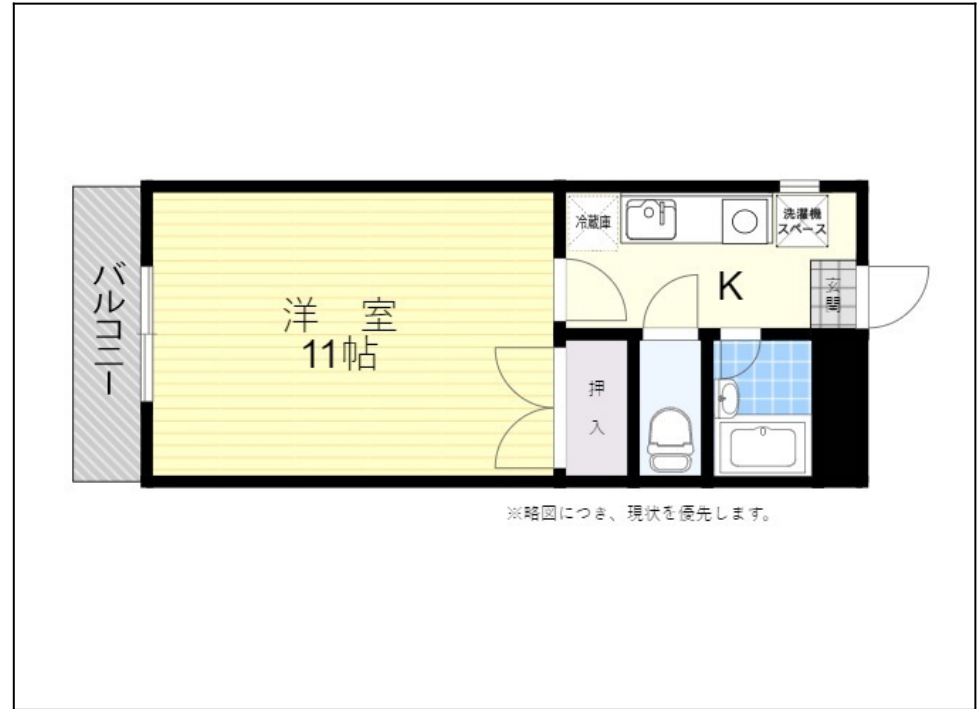 バルコニー
洋 室
11帖
冷蔵庫
洗濯機
スペース
K
玄関
押入
※略図につき、現状を優先します。